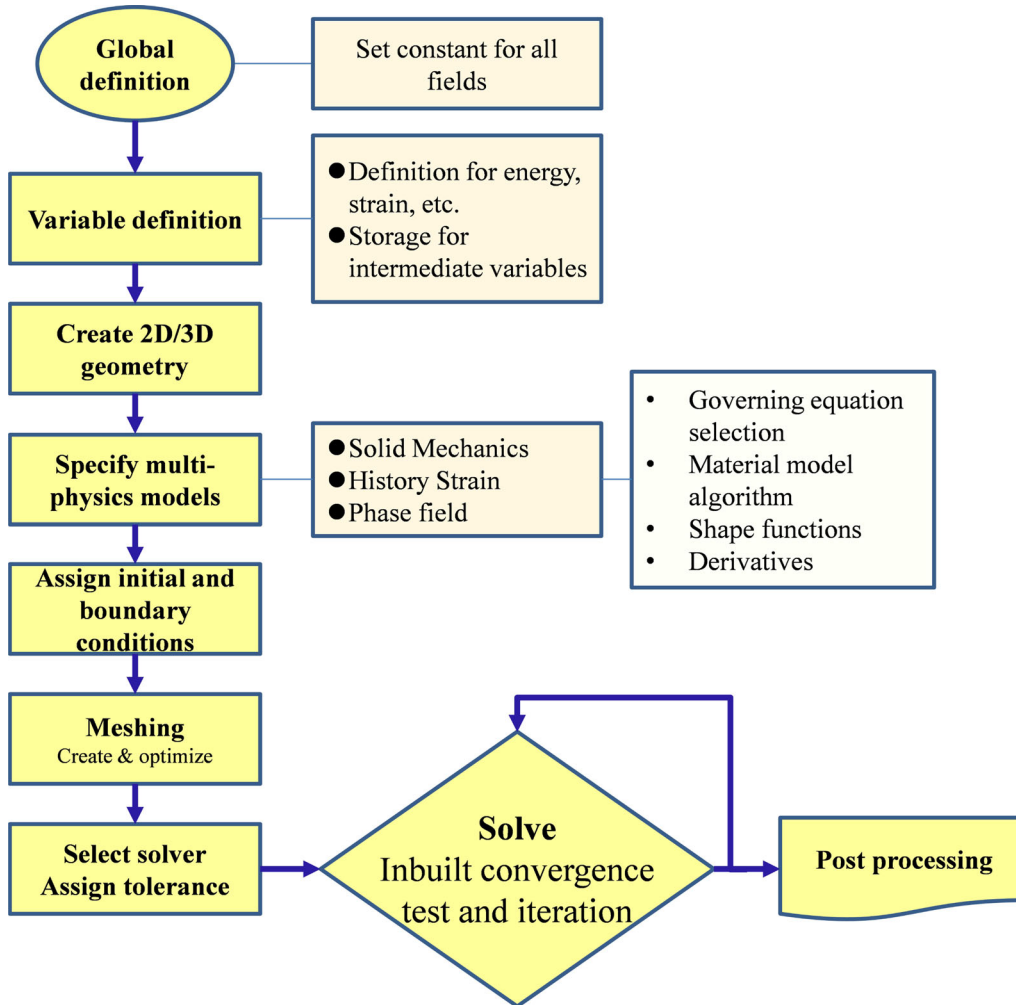 Global
definition
Set constant for all
fields
Variable definition
●Definition for energy,
strain, etc.
●Storage for
intermediate variables
Create 2D/3D
geometry
Specify multi-
physics models
●Solid Mechanics
●History Strain
●Phase field
• Governing equation
selection
• Material model
algorithm
• Shape functions
• Derivatives
Assign initial and
boundary
conditions
Meshing
Create & optimize
Select solver
Assign tolerance
Solve
Inbuilt convergence
test and iteration
Post processing